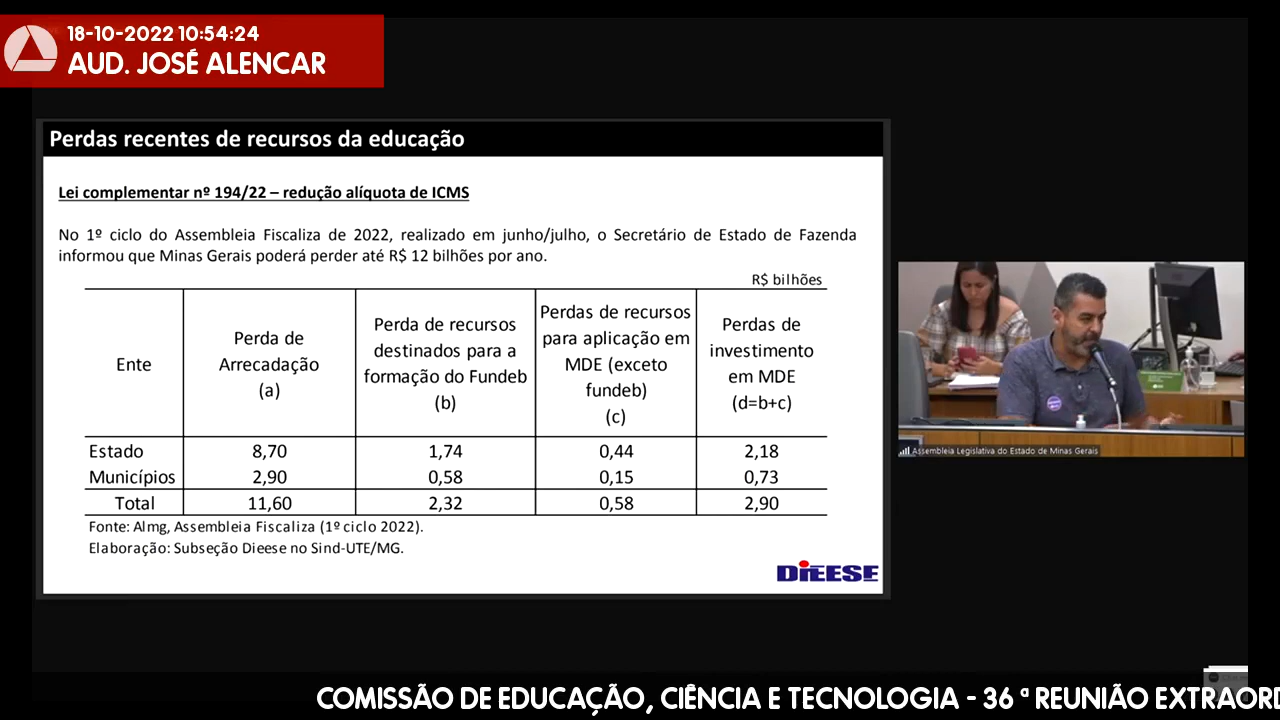 18-10-2022 10:54:24
AUD. JOSÉ ALENCAR
Perdas recentes de recursos da educação
Lei complementar nº 194/22 – redução alíquota de ICMS
No 1º ciclo do Assembleia Fiscaliza de 2022, realizado em junho/julho, o Secretário de Estado de Fazenda
informou que Minas Gerais poderá perder até R$ 12 bilhões por ano.
R$ bilhões
Ente
Perda de
Arrecadação
(a)
Perda de recursos
destinados para a
formação do Fundeb
(b)
Perdas de recursos
para aplicação em
MDE (exceto
fundeb)
(c)
Perdas de
investimento
em MDE
(d=b+c)
Estado 8,70 1,74 0,44 2,18
Municípios 2,90 0,58 0,15 0,73
Total 11,60 2,32 0,58 2,90
Fonte: Almg, Assembleia Fiscaliza (1º ciclo 2022).
Elaboração: Subseção Dieese no Sind-UTE/MG.
DIEESE
Assembleia Legislativa do Estado de Minas Gerais
COMISSÃO DE EDUCAÇÃO, CIÊNCIA E TECNOLOGIA - 36 ª REUNIÃO EXTRAORD